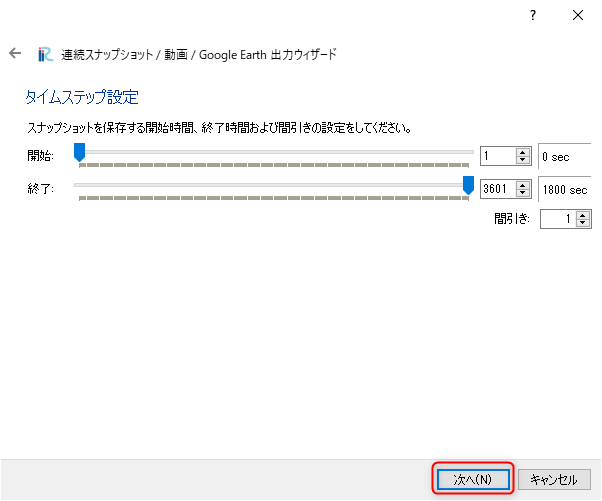 ?
iR 連続スナップショット / 動画 / Google Earth 出力ウィザード
タイムステップ設定
スナップショットを保存する開始時間、終了時間および間引きの設定をしてください。
開始: 1 0 sec
終了: 3601 1800 sec
間引き: 1
次へ(N) キャンセル